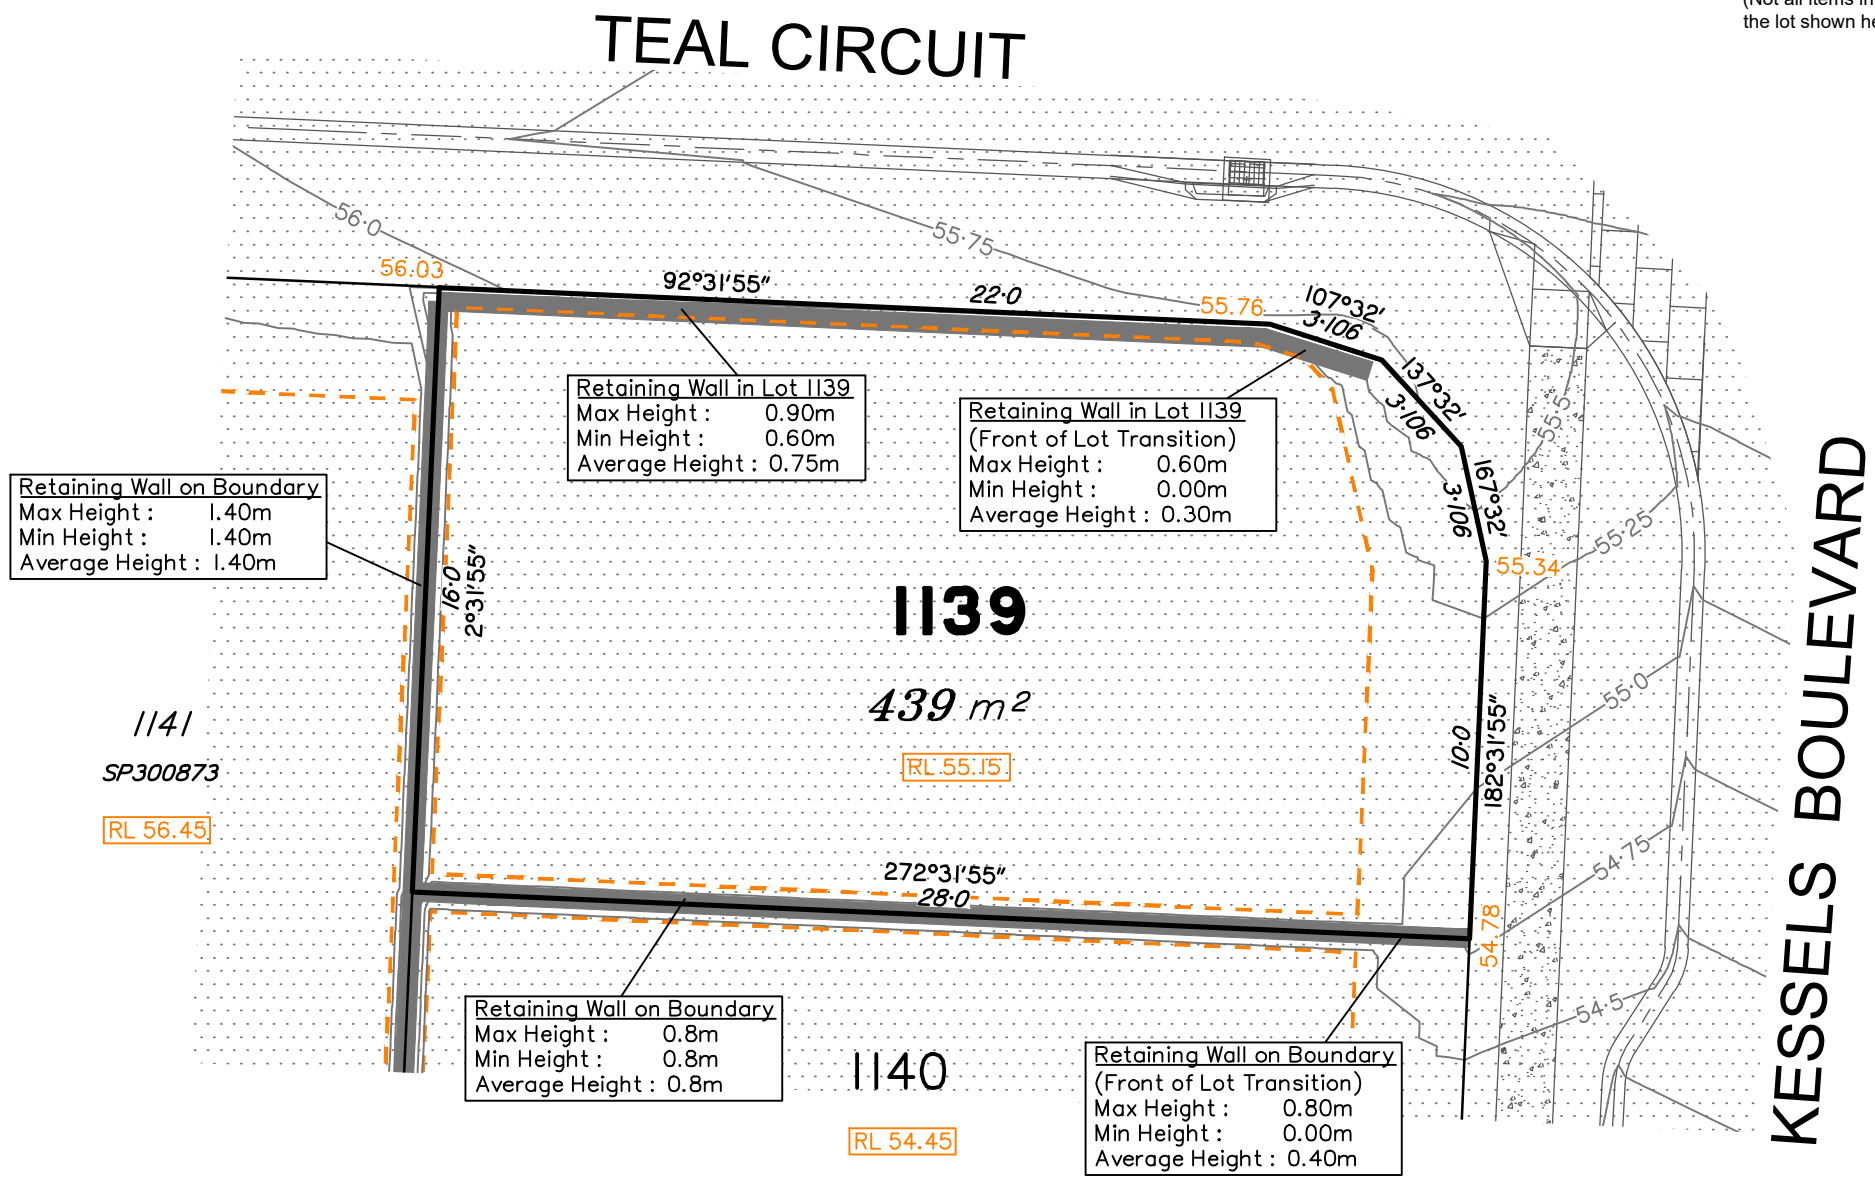 (Not all items in
the lot shown he
TEAL CIRCUIT
56·0
55·75
56.03
92°31'55"
22·0
55.76
107°32'
3·106
137°32'
3·106
167°32'
3·106
55·5
55·25
55.34
55·0
54·75
54·5
54.78
182°31'55"
10·0
KESSELS BOULEVARD
Retaining Wall in Lot 1139
Max Height : 0.90m
Min Height : 0.60m
Average Height : 0.75m
Retaining Wall in Lot 1139
(Front of Lot Transition)
Max Height : 0.60m
Min Height : 0.00m
Average Height : 0.30m
Retaining Wall on Boundary
Max Height : 1.40m
Min Height : 1.40m
Average Height : 1.40m
16·0
2°31'55"
1139
439 m²
RL 55.15
1141
SP300873
RL 56.45
272°31'55"
28·0
Retaining Wall on Boundary
Max Height : 0.8m
Min Height : 0.8m
Average Height : 0.8m
1140
RL 54.45
Retaining Wall on Boundary
(Front of Lot Transition)
Max Height : 0.80m
Min Height : 0.00m
Average Height : 0.40m